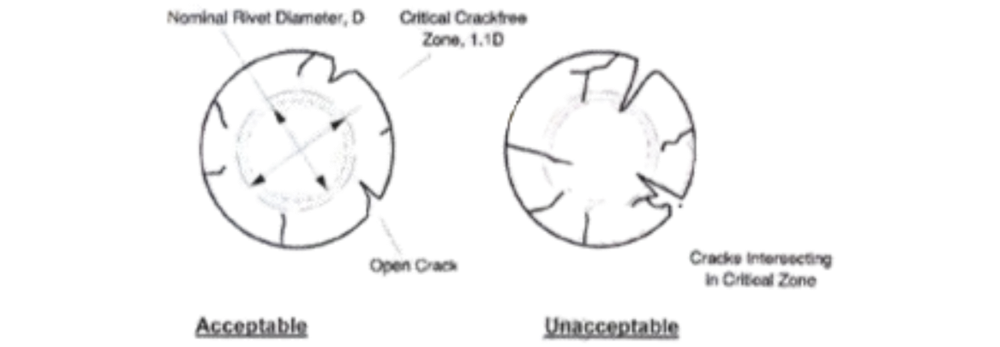 Nominal Rivet Diameter, D
Critical Crackfree
Zone, 1.1D
Open Crack
Cracks Intersecting
in Critical Zone
Acceptable
Unacceptable